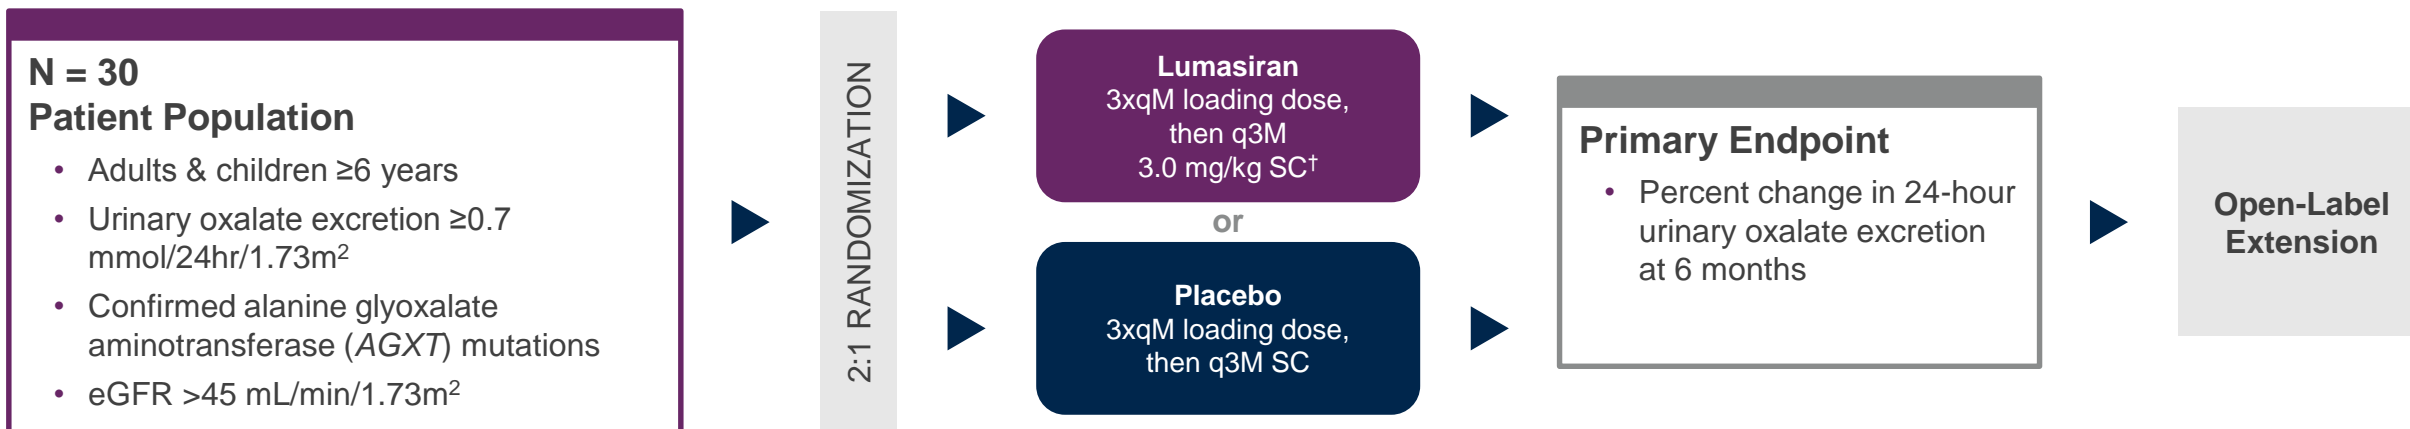 N = 30
Patient Population
• Adults & children ≥6 years
• Urinary oxalate excretion ≥0.7
mmol/24hr/1.73m²
• Confirmed alanine glyoxalate
aminotransferase (AGXT) mutations
• eGFR >45 mL/min/1.73m²
2:1 RANDOMIZATION
Lumasiran
3xqM loading dose,
then q3M
3.0 mg/kg SC†
or
Placebo
3xqM loading dose,
then q3M SC
Primary Endpoint
• Percent change in 24-hour
urinary oxalate excretion
at 6 months
Open-Label
Extension